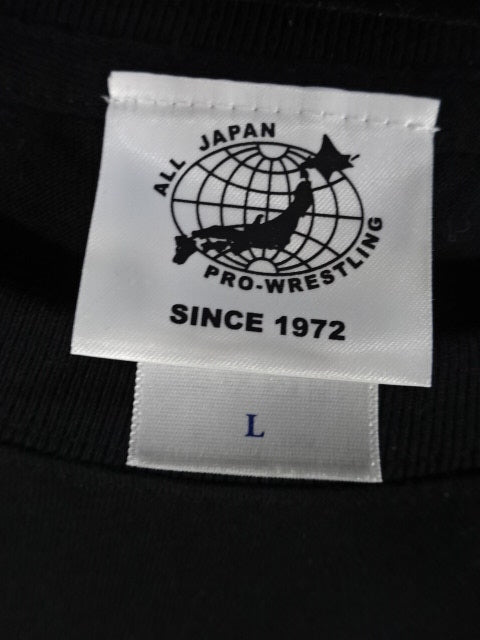 ALL JAPAN
PRO-WRESTLING
SINCE 1972
L